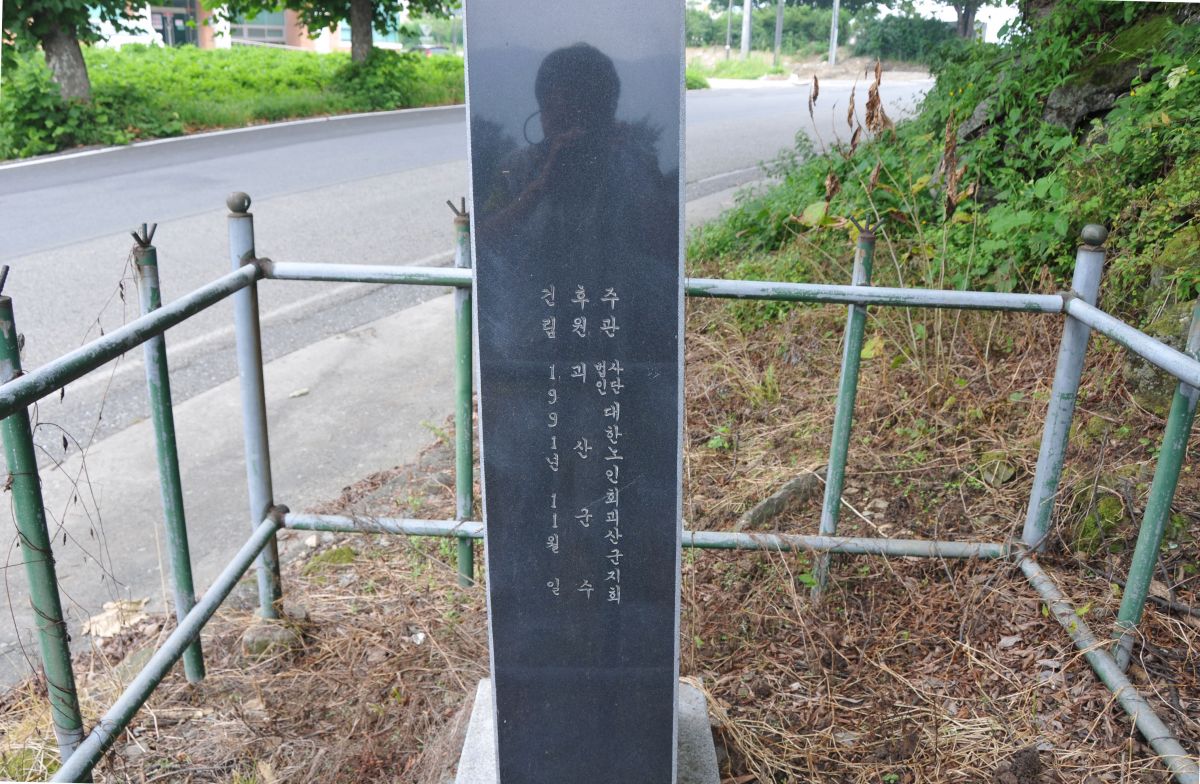 주관 사단법인 대한노인회괴산군지회
후원 괴산군수
건립 1991년 11월 일